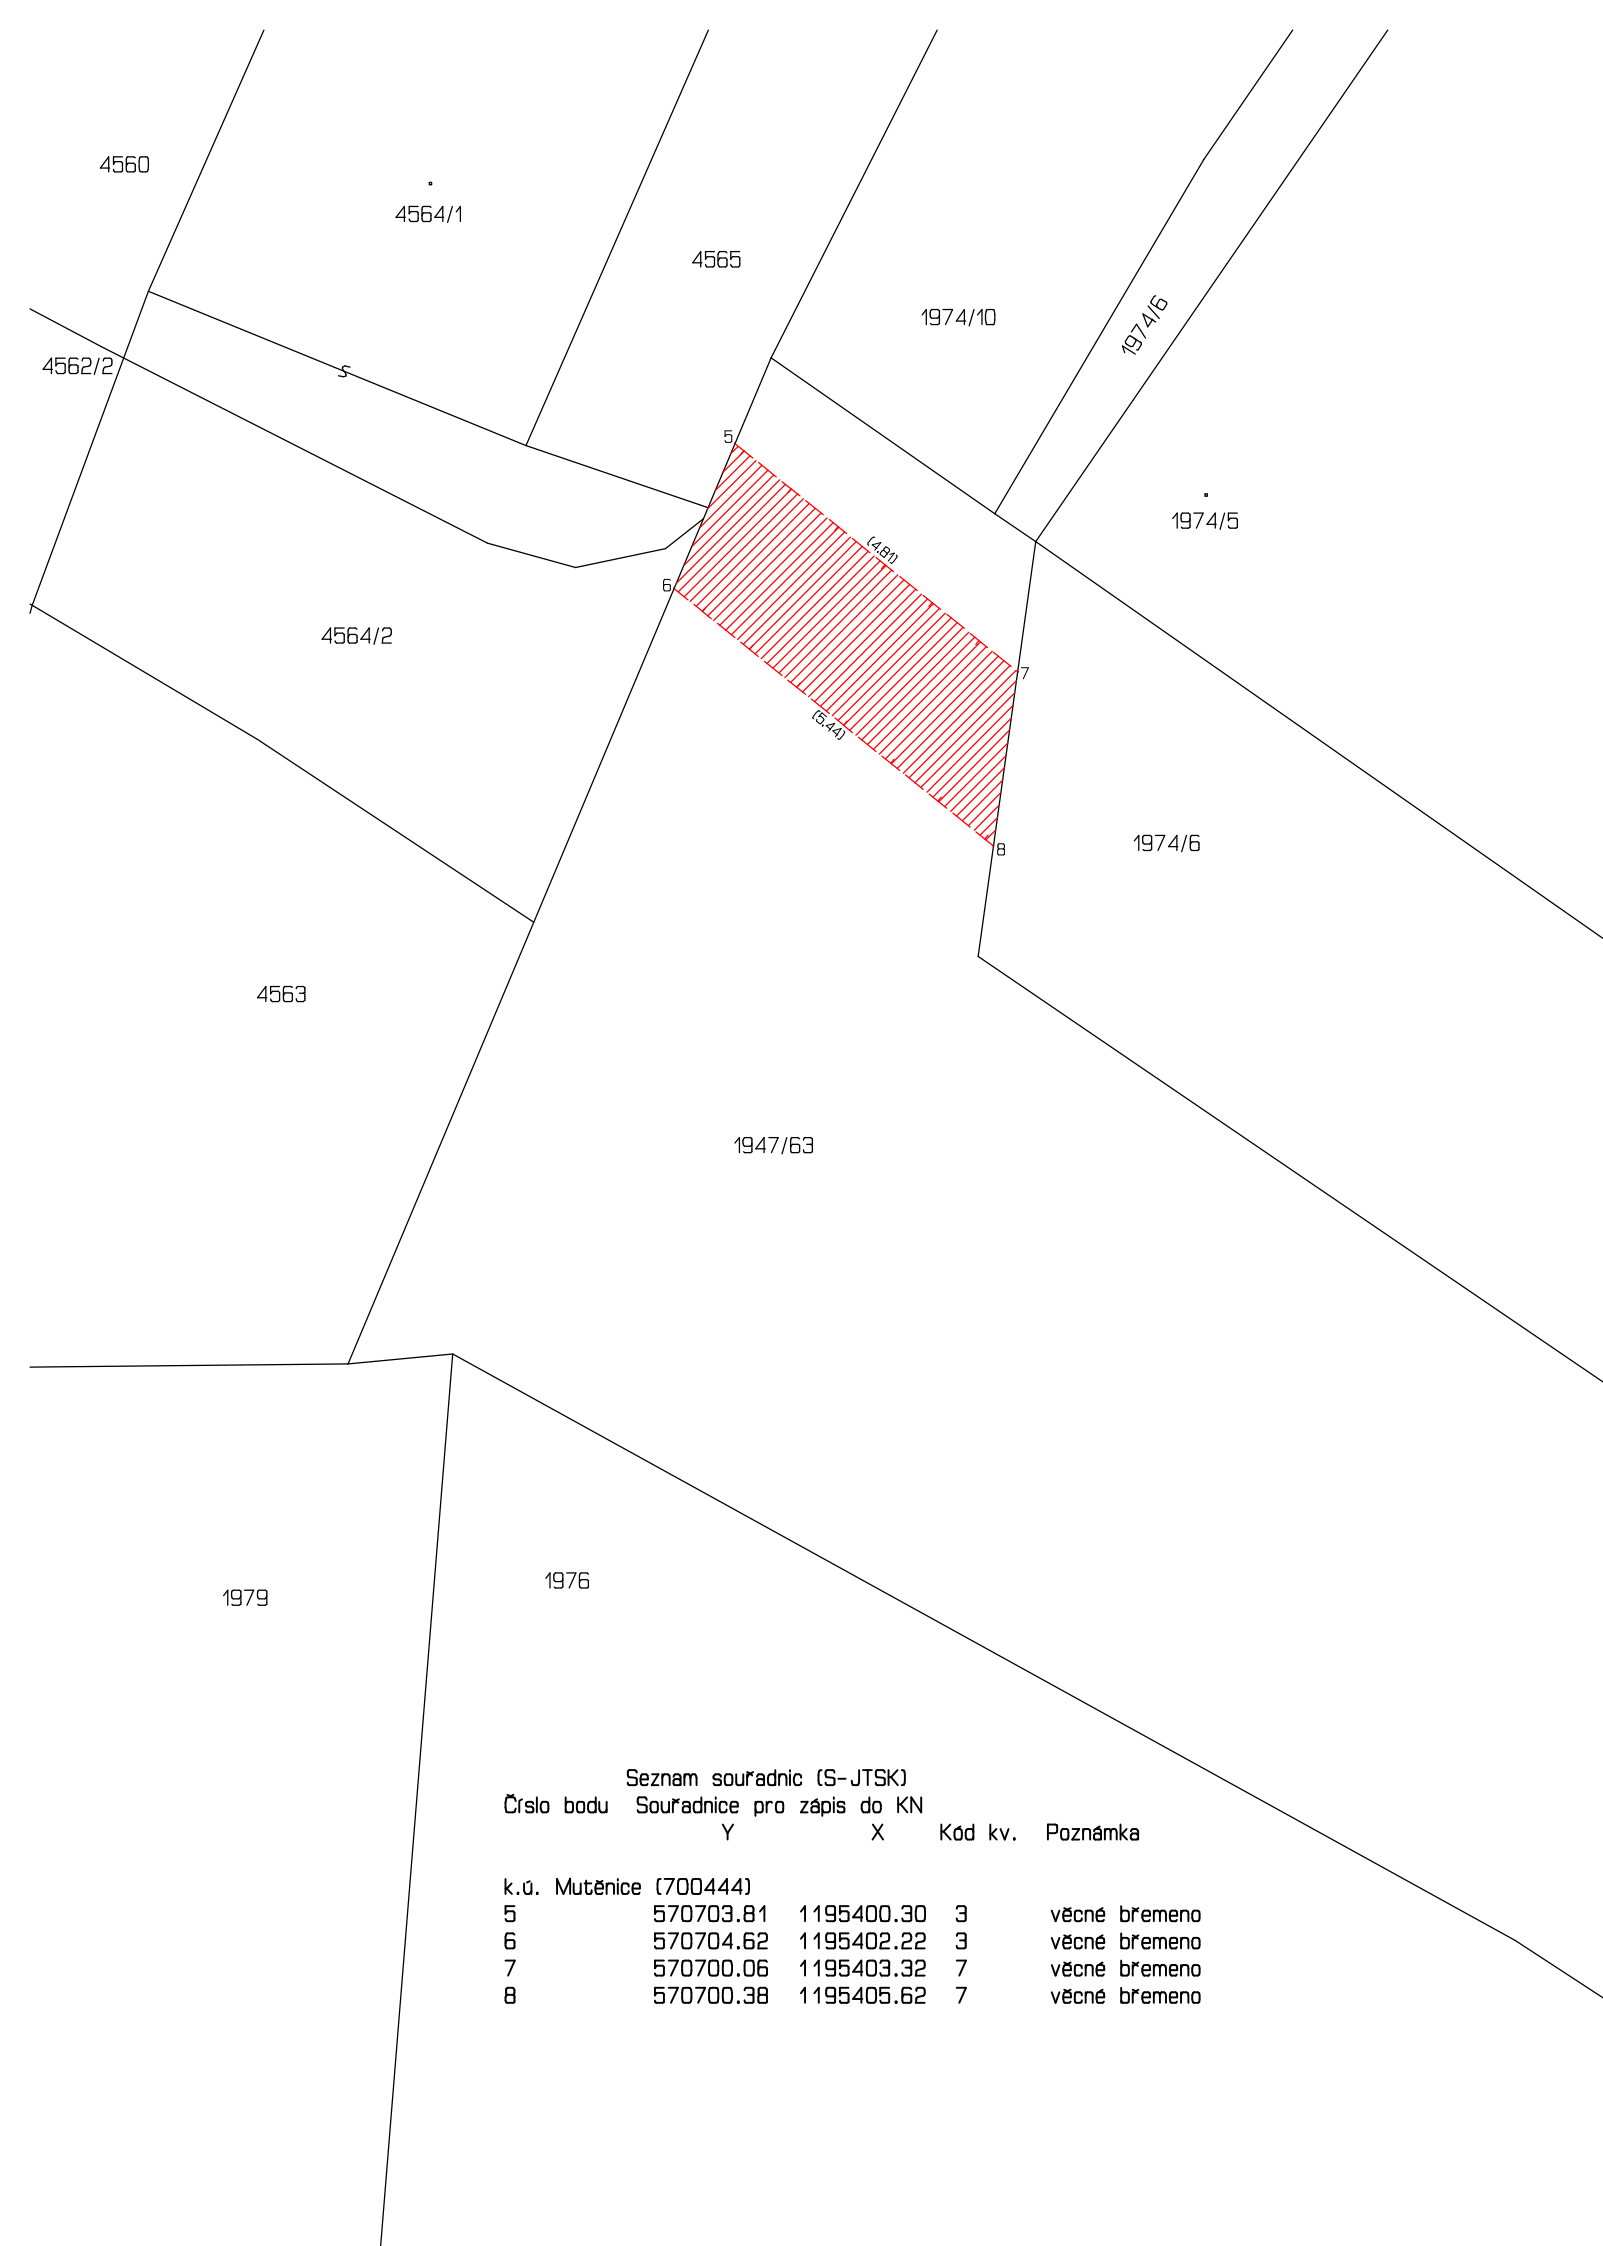 4560
4564/1
4565
1974/10
1974/6
4562/2
S
5
1974/5
(4.81)
6
4564/2
7
(5.44)
1974/6
8
4563
1947/63
1976
1979
Seznam souřadnic (S-JTSK)
Číslo bodu Souřadnice pro zápis do KN
Y X Kód kv. Poznámka
k.ú. Mutěnice (700444)
5 570703.81 1195400.30 3 věcné břemeno
6 570704.62 1195402.22 3 věcné břemeno
7 570700.06 1195403.32 7 věcné břemeno
8 570700.38 1195405.62 7 věcné břemeno